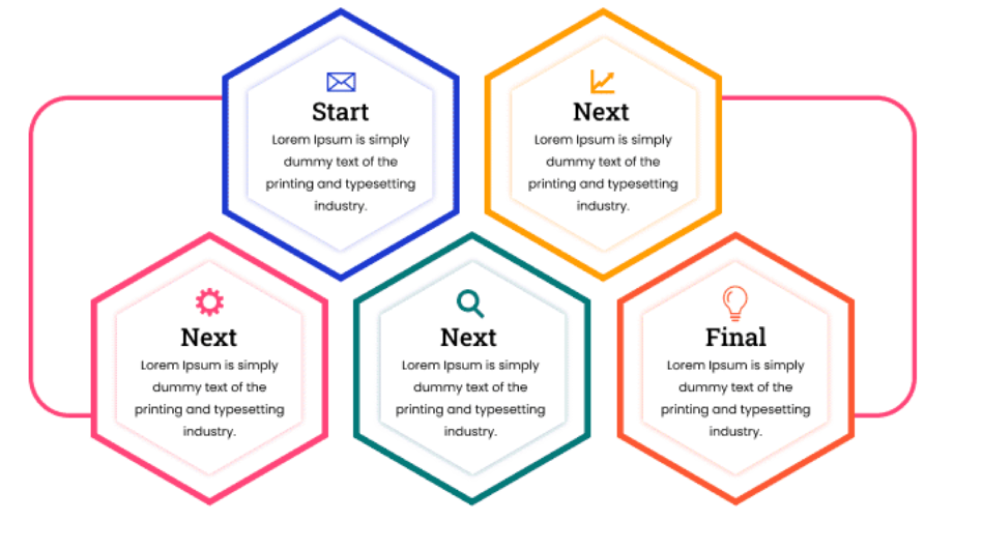 Start
Lorem Ipsum is simply
dummy text of the
printing and typesetting
industry.
Next
Lorem Ipsum is simply
dummy text of the
printing and typesetting
industry.
Next
Lorem Ipsum is simply
dummy text of the
printing and typesetting
industry.
Next
Lorem Ipsum is simply
dummy text of the
printing and typesetting
industry.
Final
Lorem Ipsum is simply
dummy text of the
printing and typesetting
industry.